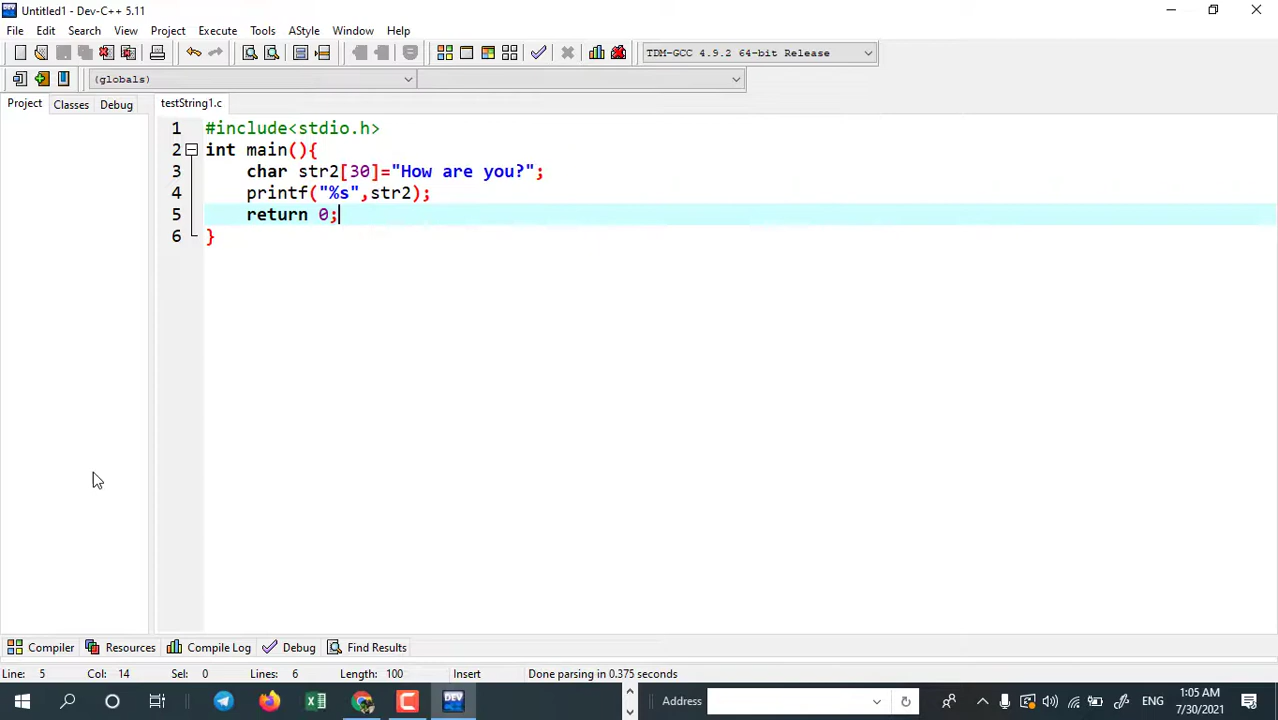 Untitled1 - Dev-C++ 5.11
File Edit Search View Project Execute Tools AStyle Window Help
TDM-GCC 4.9.2 64-bit Release
(globals)
Project Classes Debug testString1.c
1 #include<stdio.h>
2 int main(){
3 char str2[30]="How are you?";
4 printf("%s",str2);
5 return 0;
6 }
Compiler Resources Compile Log Debug Find Results
Line: 5 Col: 14 Sel: 0 Lines: 6 Length: 100 Insert Done parsing in 0.375 seconds
DEV Address ENG 1:05 AM
7/30/2021